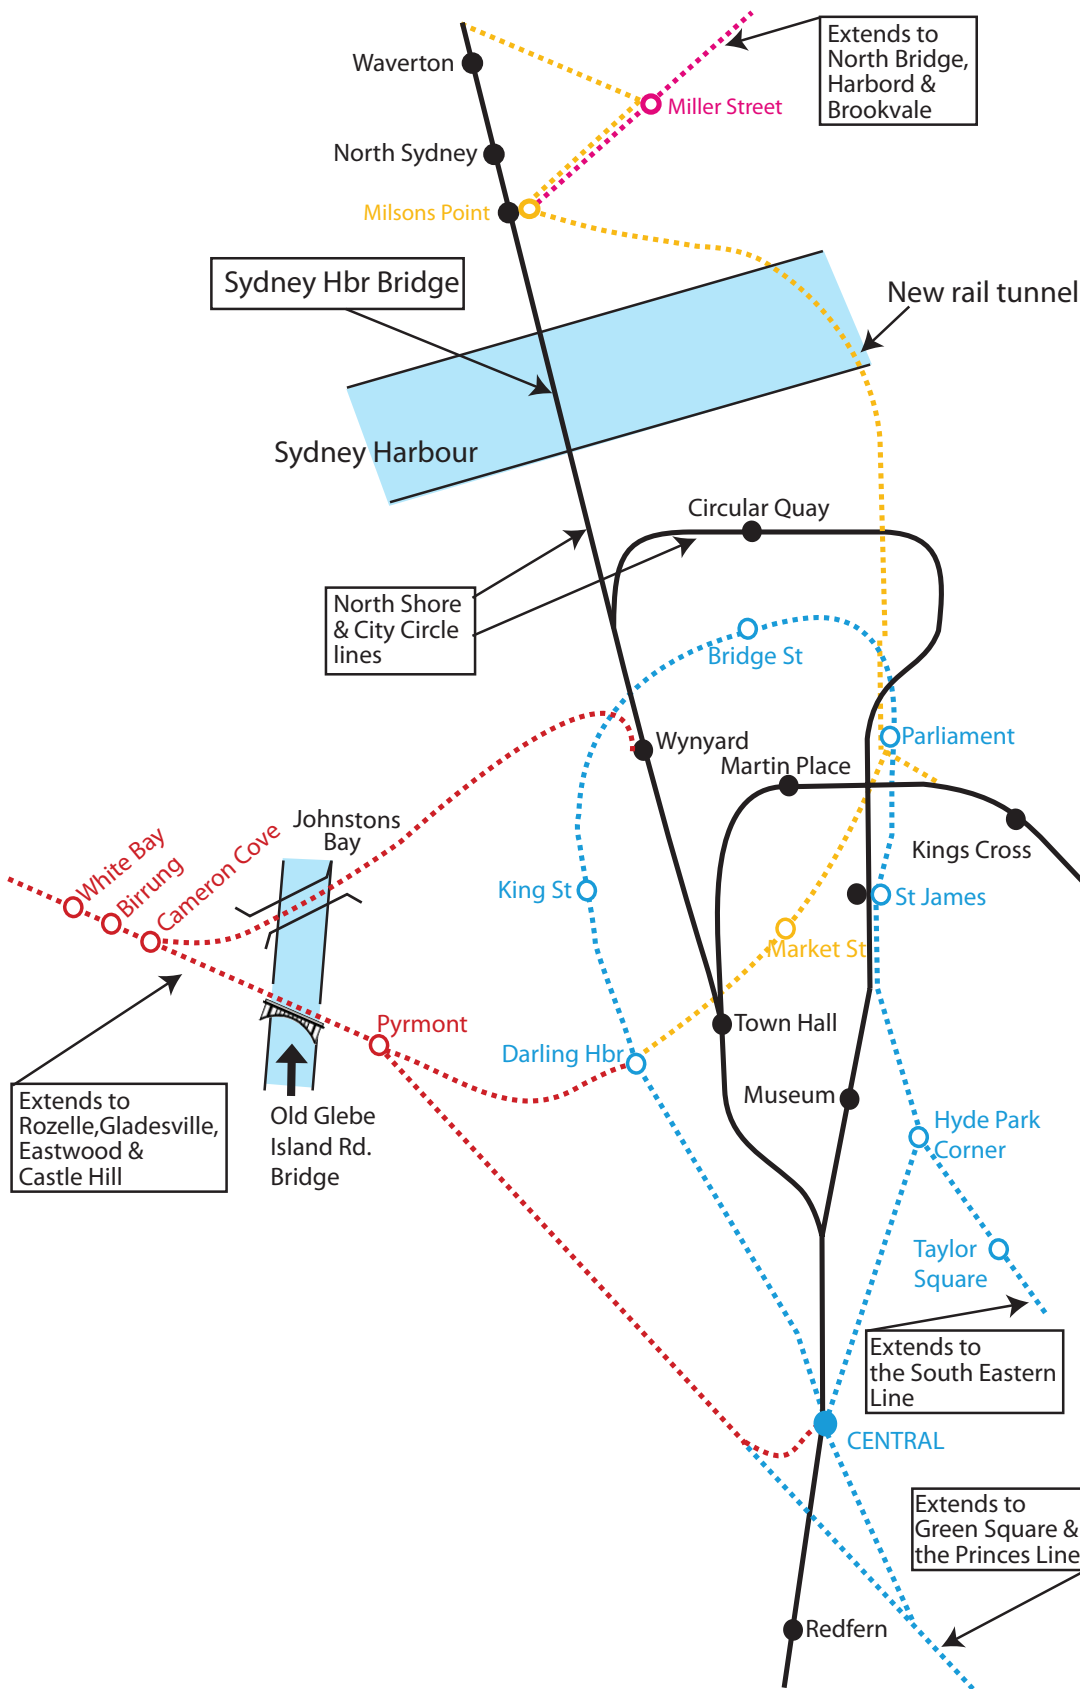 Extends to
North Bridge,
Harbord &
Brookvale
Waverton
Miller Street
North Sydney
Milsons Point
Sydney Hbr Bridge
New rail tunnel
Sydney Harbour
Circular Quay
North Shore
& City Circle
lines
Bridge St
Parliament
Wynyard
Martin Place
Kings Cross
Johnstons
Bay
White Bay
Birrung
Cameron Cove
King St
St James
Market St
Pyrmont
Town Hall
Darling Hbr
Museum
Extends to
Rozelle,Gladesville,
Eastwood &
Castle Hill
Old Glebe
Island Rd.
Bridge
Hyde Park
Corner
Taylor
Square
Extends to
the South Eastern
Line
CENTRAL
Extends to
Green Square &
the Princes Line
Redfern